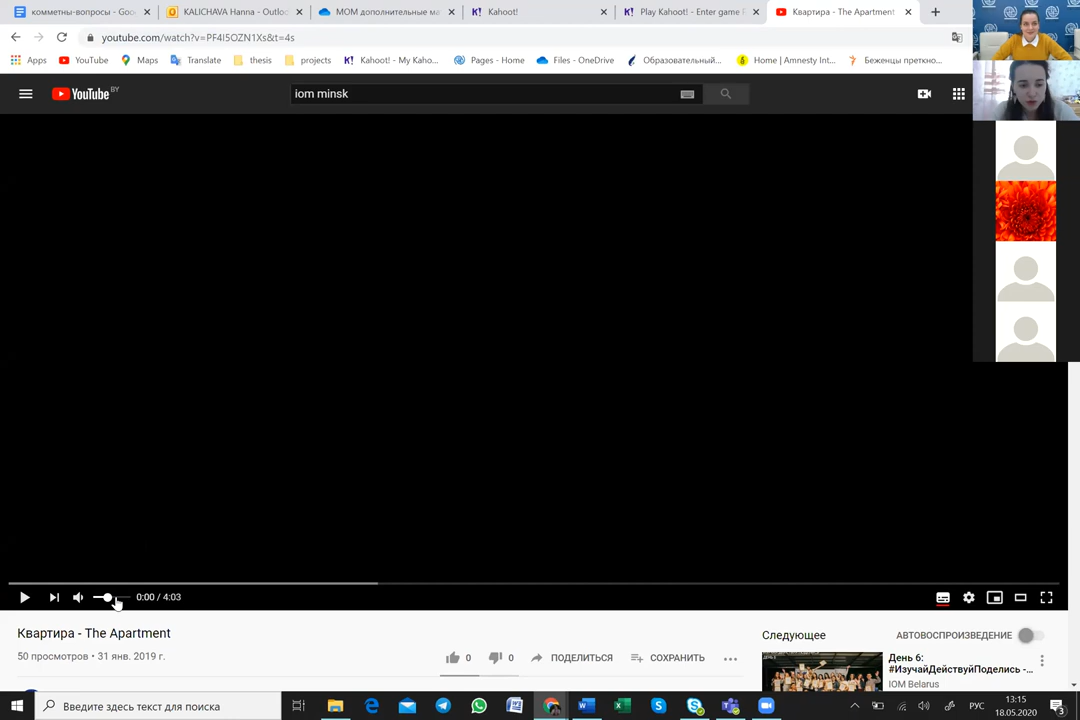 комметны-вопросы - Goo
KALICHAVA Hanna - Outloo
МОМ дополнительные ма
Kahoot!
Play Kahoot! - Enter game P
Квартира - The Apartment
youtube.com/watch?v=PF4I5OZN1Xs&t=4s
Apps
YouTube
Maps
Translate
thesis
projects
Kahoot! - My Kaho...
Pages - Home
Files - OneDrive
Образовательный...
Home | Amnesty Int...
Беженцы преткно...
YouTube BY
iom minsk
0:00 / 4:03
Квартира - The Apartment
50 просмотров • 31 янв. 2019 г.
0
0
ПОДЕЛИТЬСЯ
СОХРАНИТЬ
Следующее
АВТОВОСПРОИЗВЕДЕНИЕ
День 6:
#ИзучайДействуйПоделись -...
IOM Belarus
Введите здесь текст для поиска
РУС
13:15
18.05.2020
3